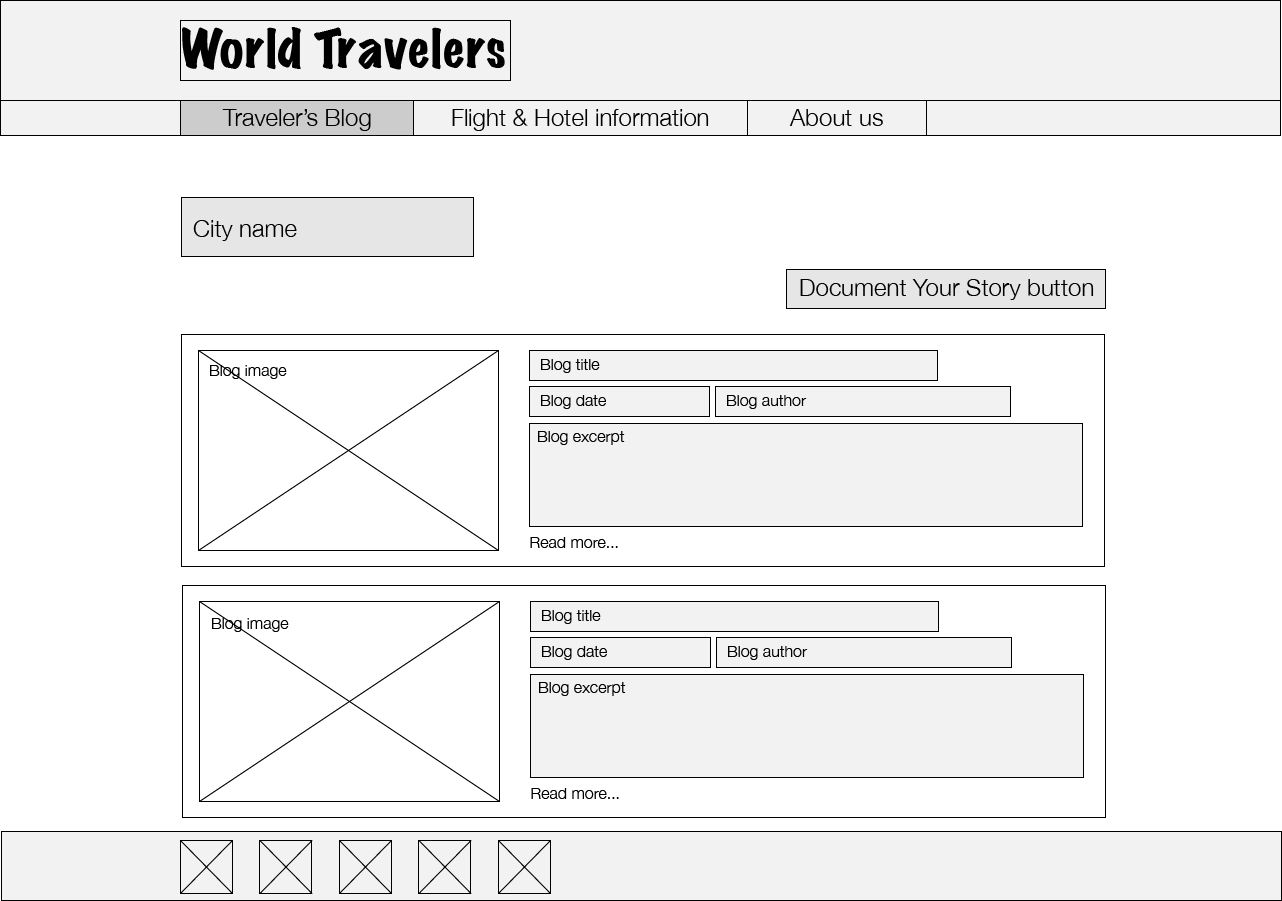 World Travelers
Traveler’s Blog
Flight & Hotel information
About us
City name
Document Your Story button
Blog image
Blog title
Blog date
Blog author
Blog excerpt
Read more...
Blog image
Blog title
Blog date
Blog author
Blog excerpt
Read more...